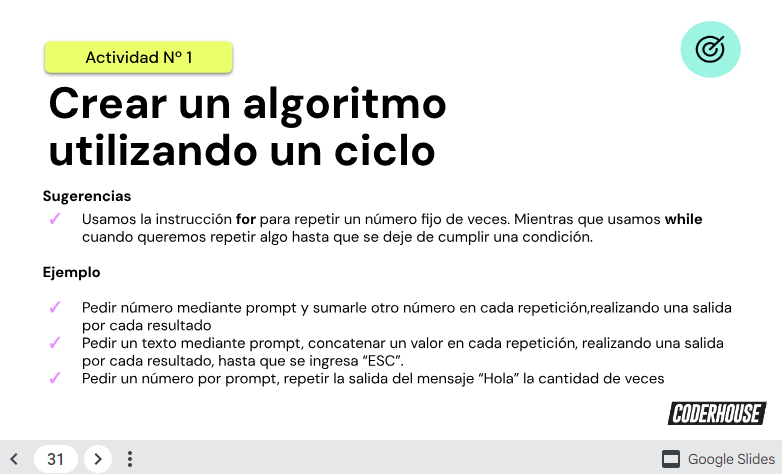 Actividad Nº 1
Crear un algoritmo
utilizando un ciclo
Sugerencias
✓ Usamos la instrucción for para repetir un número fijo de veces. Mientras que usamos while
cuando queremos repetir algo hasta que se deje de cumplir una condición.
Ejemplo
✓ Pedir número mediante prompt y sumarle otro número en cada repetición,realizando una salida
por cada resultado
✓ Pedir un texto mediante prompt, concatenar un valor en cada repetición, realizando una salida
por cada resultado, hasta que se ingresa “ESC”.
✓ Pedir un número por prompt, repetir la salida del mensaje “Hola” la cantidad de veces
CODERHOUSE
31
Google Slides